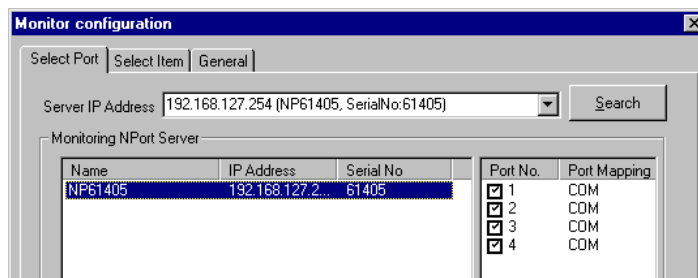 Monitor configuration
Select Port Select Item General
Server IP Address 192.168.127.254 (NP61405, SerialNo:61405) Search
Monitoring NPort Server
Name IP Address Serial No Port No. Port Mapping
NP61405 192.168.127.2... 61405 1 COM
2 COM
3 COM
4 COM